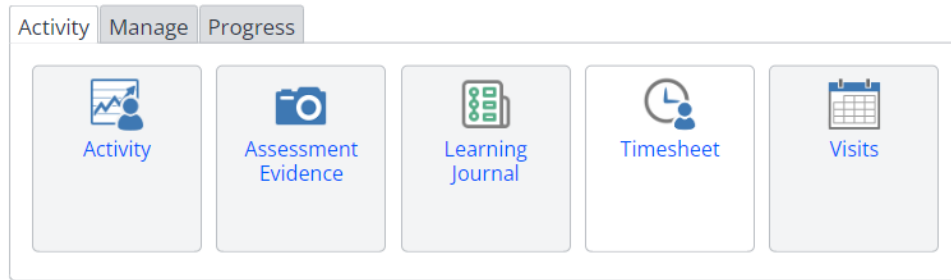 Activity Manage Progress
Activity Assessment Learning Timesheet Visits
Evidence Journal